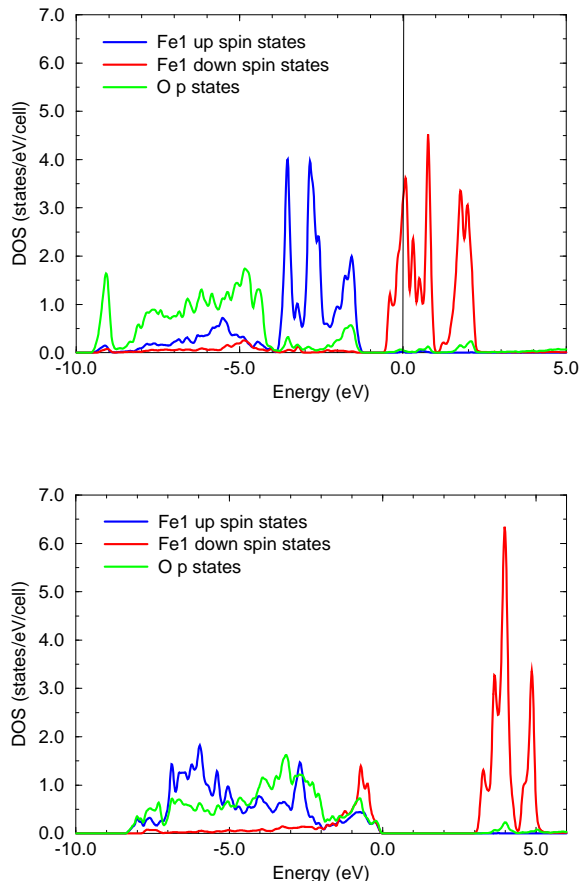 7.0
Fe1 up spin states
Fe1 down spin states
O p states
6.0
5.0
4.0
3.0
2.0
1.0
0.0
DOS (states/eV/cell)
-10.0 -5.0 0.0 5.0
Energy (eV)
7.0
Fe1 up spin states
Fe1 down spin states
O p states
6.0
5.0
4.0
3.0
2.0
1.0
0.0
DOS (states/eV/cell)
-10.0 -5.0 0.0 5.0
Energy (eV)